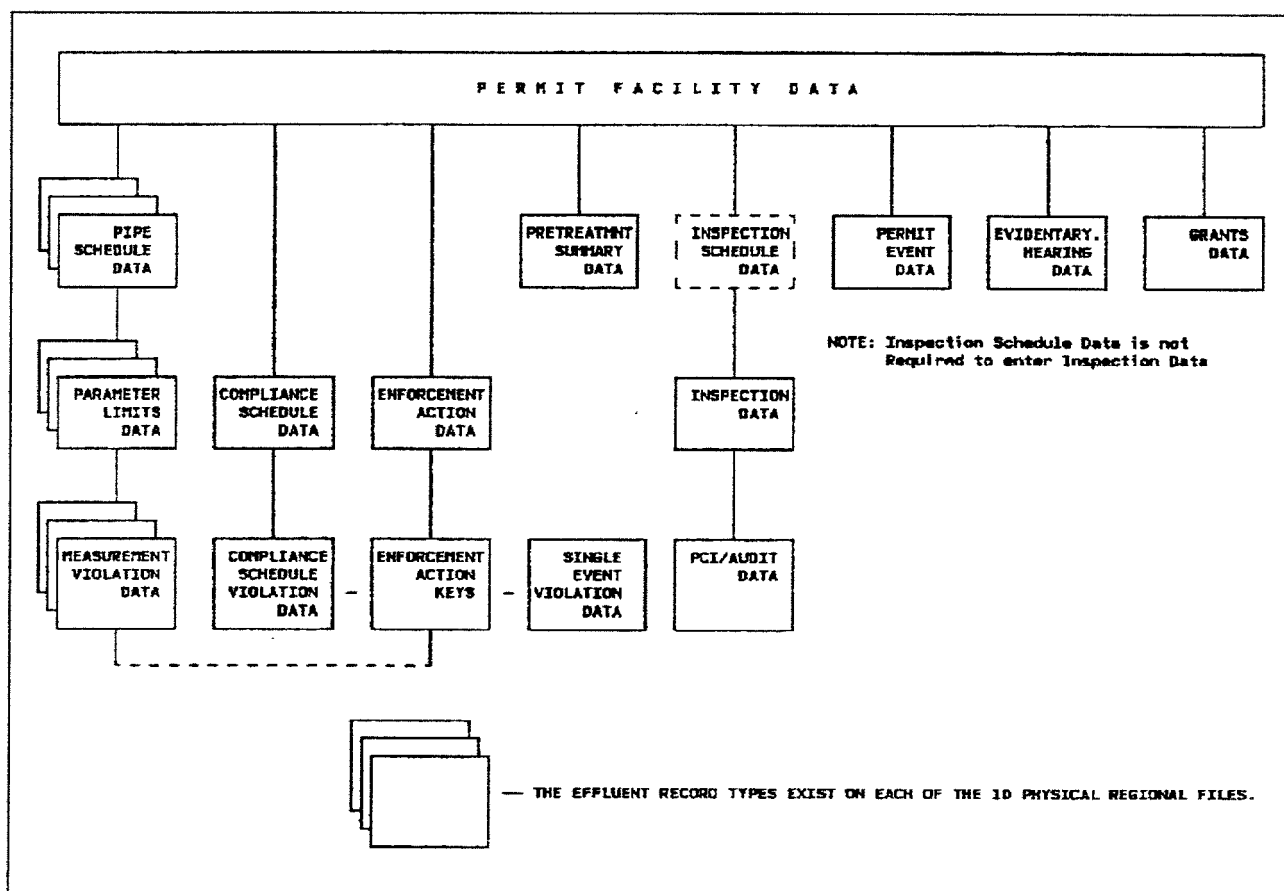 PERMIT FACILITY DATA
PIPE
SCHEDULE
DATA
PRETREATMNT
SUMMARY
DATA
INSPECTION
SCHEDULE
DATA
PERMIT
EVENT
DATA
EVIDENTARY.
HEARING
DATA
GRANTS
DATA
NOTE: Inspection Schedule Data is not
Required to enter Inspection Data
PARAMETER
LIMITS
DATA
COMPLIANCE
SCHEDULE
DATA
ENFORCEMENT
ACTION
DATA
INSPECTION
DATA
MEASUREMENT
VIOLATION
DATA
COMPLIANCE
SCHEDULE
VIOLATION
DATA
ENFORCEMENT
ACTION
KEYS
SINGLE
EVENT
VIOLATION
DATA
PCI/AUDIT
DATA
— THE EFFLUENT RECORD TYPES EXIST ON EACH OF THE 10 PHYSICAL REGIONAL FILES.